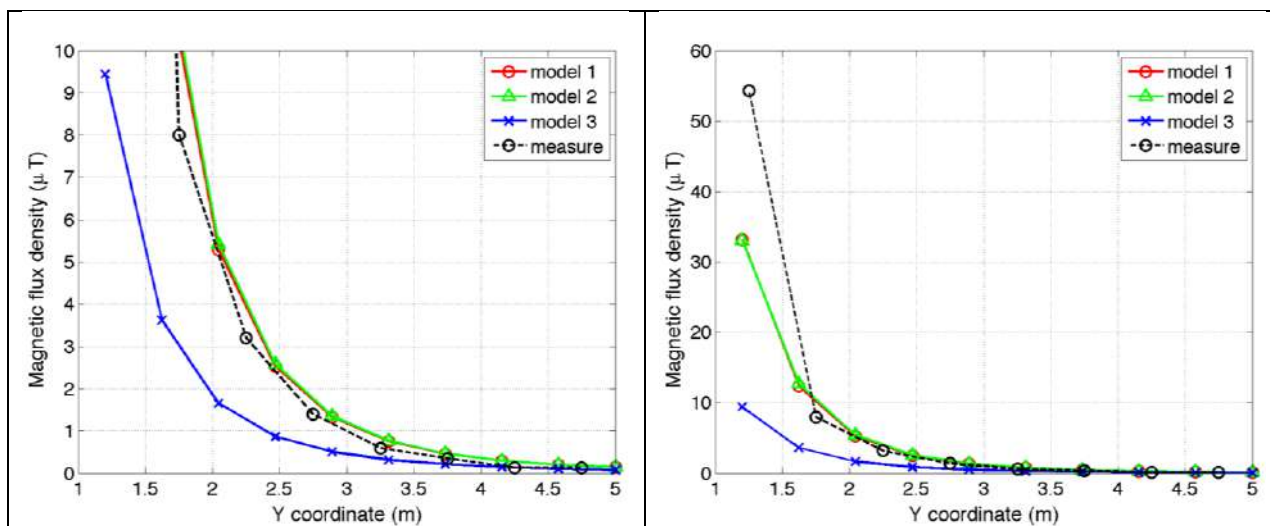 10
9
8
7
6
5
4
3
2
1
0
Magnetic flux density (μ T)
model 1
model 2
model 3
measure
1 1.5 2 2.5 3 3.5 4 4.5 5
Y coordinate (m)
60
50
40
30
20
10
0
Magnetic flux density (μ T)
model 1
model 2
model 3
measure
1 1.5 2 2.5 3 3.5 4 4.5 5
Y coordinate (m)